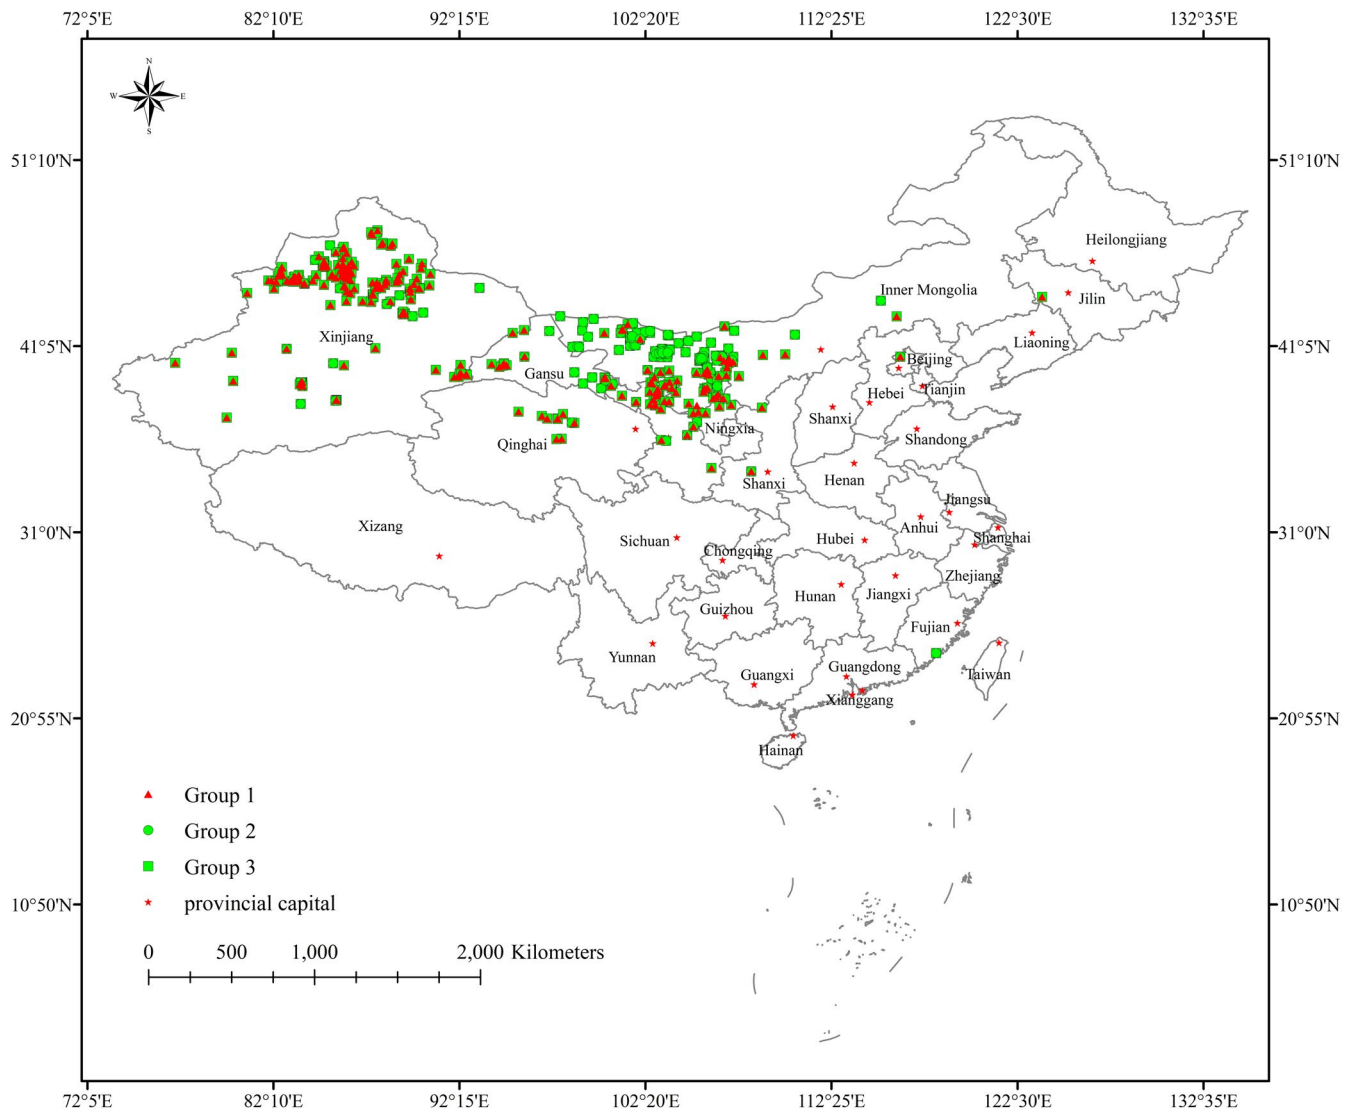 72°5'E 82°10'E 92°15'E 102°20'E 112°25'E 122°30'E 132°35'E
N
W E
S
51°10'N 51°10'N
Heilongjiang
Inner Mongolia
Jilin
Xinjiang
41°5'N 41°5'N
Liaoning
Beijing
Gansu
Tianjin
Hebei
Shanxi
Ningxia
Shandong
Qinghai
Henan
Shanxi
Jiangsu
Xizang
Anhui
31°0'N 31°0'N
Shanghai
Hubei
Sichuan
Chongqing
Zhejiang
Jiangxi
Hunan
Guizhou
Fujian
Yunnan
Guangdong
Guangxi
Taiwan
Xianggang
20°55'N 20°55'N
Hainan
Group 1
Group 2
Group 3
provincial capital
10°50'N 10°50'N
0 500 1,000 2,000 Kilometers
72°5'E 82°10'E 92°15'E 102°20'E 112°25'E 122°30'E 132°35'E